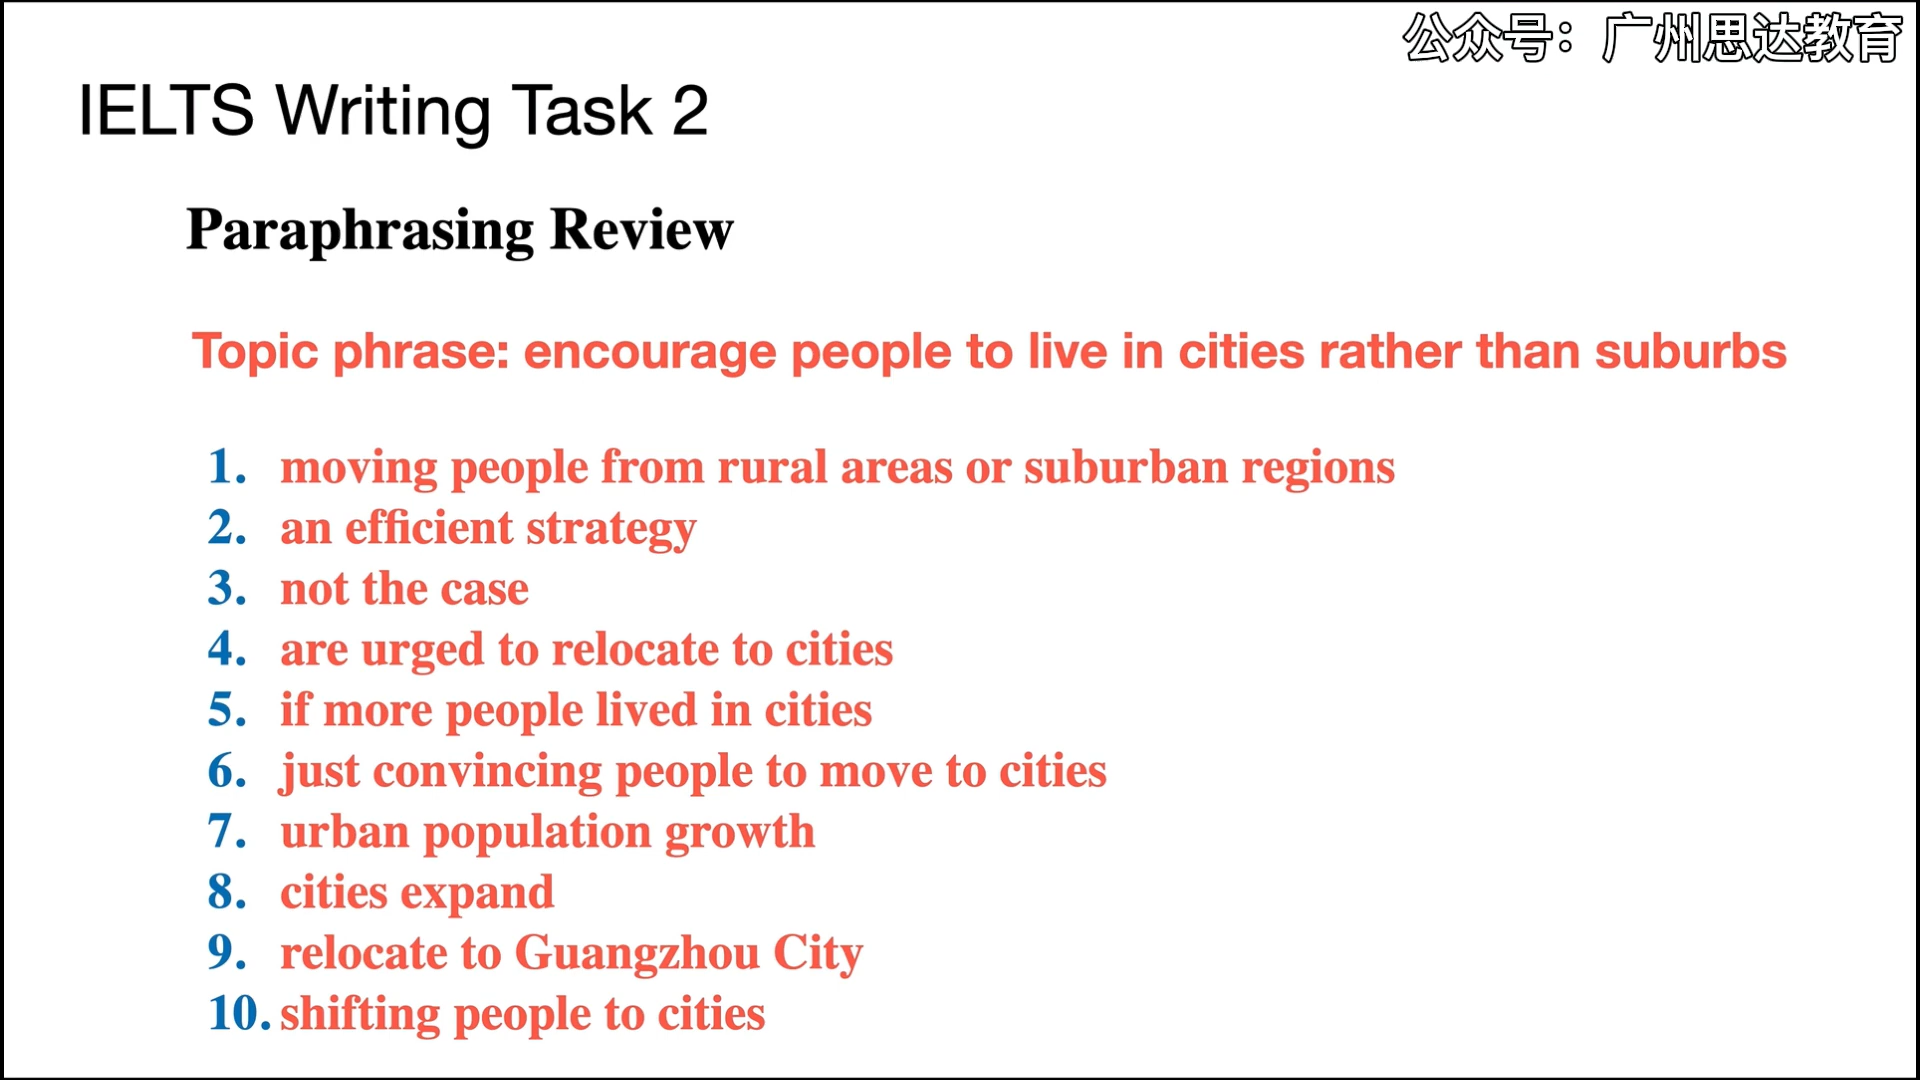 公众号：广州思达教育
IELTS Writing Task 2
Paraphrasing Review
Topic phrase: encourage people to live in cities rather than suburbs
1. moving people from rural areas or suburban regions
2. an efficient strategy
3. not the case
4. are urged to relocate to cities
5. if more people lived in cities
6. just convincing people to move to cities
7. urban population growth
8. cities expand
9. relocate to Guangzhou City
10. shifting people to cities